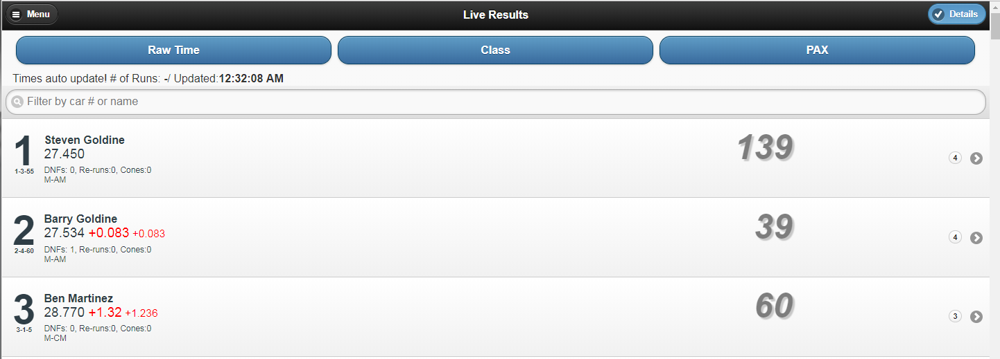 Menu Live Results Details
Raw Time Class PAX
Times auto update! # of Runs: -/ Updated:12:32:08 AM
Filter by car # or name
1 Steven Goldine 139
27.450
1-3-55 DNFs: 0, Re-runs:0, Cones:0 4
M-AM
2 Barry Goldine 39
27.534 +0.083 +0.083
2-4-60 DNFs: 1, Re-runs:0, Cones:0 4
M-AM
3 Ben Martinez 60
28.770 +1.32 +1.236
3-1-5 DNFs: 0, Re-runs:0, Cones:0 3
M-CM